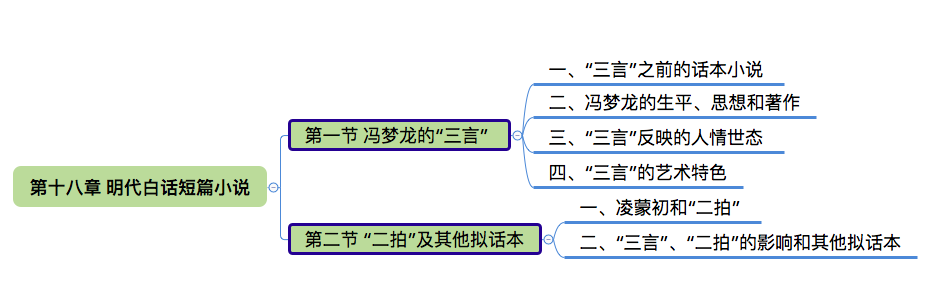 第十八章 明代白话短篇小说
第一节 冯梦龙的“三言”
一、“三言”之前的话本小说
二、冯梦龙的生平、思想和著作
三、“三言”反映的人情世态
四、“三言”的艺术特色
第二节 “二拍”及其他拟话本
一、凌蒙初和“二拍”
二、“三言”、“二拍”的影响和其他拟话本